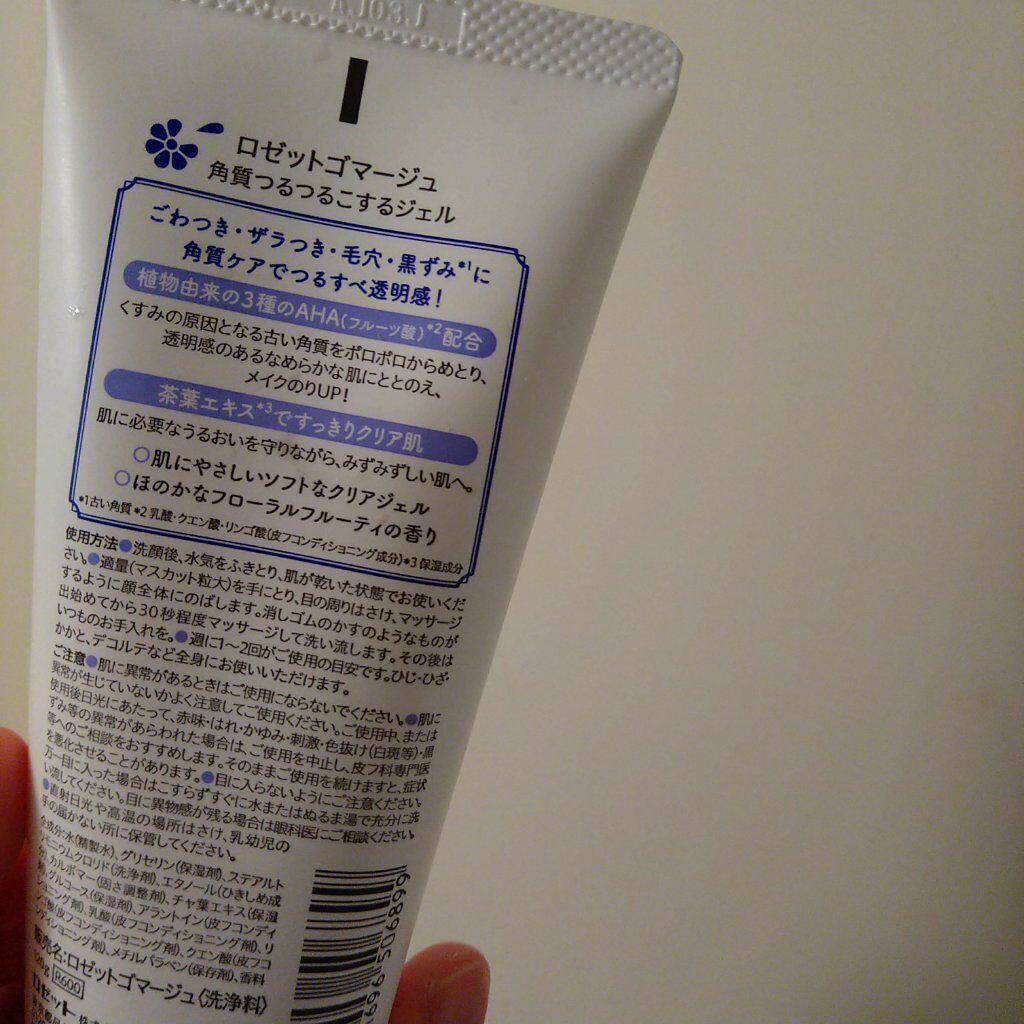 ロゼットゴマージュ
角質つるつるこするジェル
ごわつき・ザラつき・毛穴・黒ずみ*1に
角質ケアでつるすべ透明感！
植物由来の3種のAHA(フルーツ酸)*2配合
くすみの原因となる古い角質をポロポロからめとり、
透明感のあるなめらかな肌にととのえ、
メイクのりUP！
茶葉エキス*3ですっきりクリア肌
肌に必要なうるおいを守りながら、みずみずしい肌へ。
○肌にやさしいソフトなクリアジェル
○ほのかなフローラルフルーティの香り
*1古い角質 *2 乳酸・クエン酸・リンゴ酸(皮フコンディショニング成分) *3 保湿成分
使用方法●洗顔後、水気をふきとり、肌が乾いた状態でお使いくだ
さい。●適量(マスカット粒大)を手にとり、目の周りはさけ、マッサージ
するように顔全体にのばします。消しゴムのかすのようなものが
出始めてから30秒程度マッサージして洗い流します。その後は
いつものお手入れを。●週に1〜2回がご使用の目安です。ひじ・ひざ・
かかと、デコルテなど全身にお使いいただけます。
ご注意●肌に異常があるときはご使用にならないでください。●肌に
異常が生じていないかよく注意してご使用ください。ご使用中、または
使用後日光にあたって、赤味・はれ・かゆみ・刺激・色抜け(白斑等)・黒
ずみ等の異常があらわれた場合は、ご使用を中止し、皮フ科専門医
等へのご相談をおすすめします。そのままご使用を続けますと、症状
を悪化させることがあります。●目に入らないようにご注意ください。
万一目に入った場合はこすらずすぐに水またはぬるま湯で充分に洗
い流してください。目に異物感が残る場合は眼科医にご相談ください。
●直射日光や高温の場所はさけ、乳幼児の
手の届かない所に保管してください。
全成分:水(精製水)、グリセリン(保湿剤)、ステアルト
リモニウムクロリド(洗浄剤)、エタノール(ひきしめ成
分)、カルボマー(固さ調整剤)、チャ葉エキス(保湿
剤)、グルコース(保湿剤)、アラントイン(皮フコンディ
ショニング剤)、乳酸(皮フコンディショニング剤)、リ
ンゴ酸(皮フコンディショニング剤)、クエン酸(皮フコ
ンディショニング剤)、メチルパラベン(保存剤)、香料
販売名:ロゼットゴマージュ〈洗浄料〉
120g R600
ロゼット株式